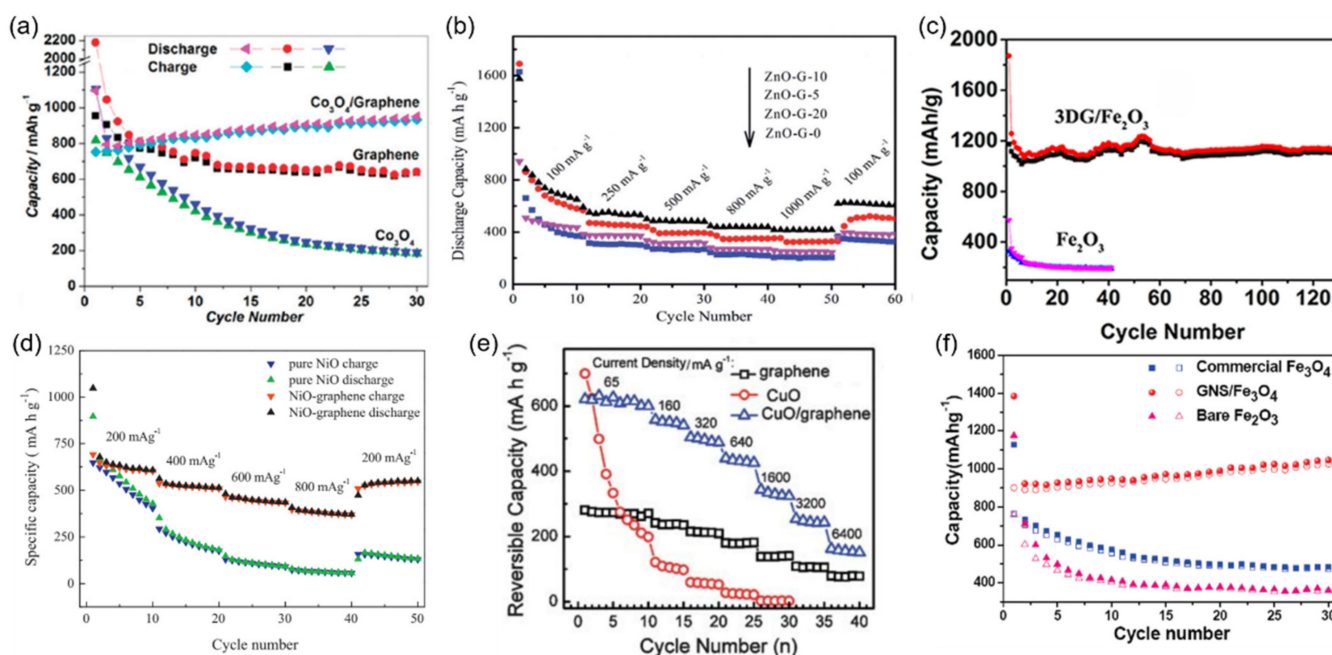 (a)
2200
2000
1200
1000
800
600
400
200
0
Capacity / mAh g⁻¹
Discharge
Charge
Co₃O₄/Graphene
Graphene
Co₃O₄
0 5 10 15 20 25 30
Cycle Number
(b)
1600
1200
800
400
0
Discharge Capacity (mA h g⁻¹)
ZnO-G-10
ZnO-G-5
ZnO-G-20
ZnO-G-0
100 mA g⁻¹
250 mA g⁻¹
500 mA g⁻¹
800 mA g⁻¹
1000 mA g⁻¹
100 mA g⁻¹
0 10 20 30 40 50 60
Cycle Number
(c)
2000
1600
1200
800
400
Capacity (mAh/g)
3DG/Fe₂O₃
Fe₂O₃
0 20 40 60 80 100 120
Cycle Number
(d)
1250
1000
750
500
250
0
Specific capacity ( mA h g⁻¹)
pure NiO charge
pure NiO discharge
NiO-graphene charge
NiO-graphene discharge
200 mAg⁻¹
400 mAg⁻¹
600 mAg⁻¹
800 mAg⁻¹
200 mAg⁻¹
0 10 20 30 40 50
Cycle number
(e)
600
400
200
0
Reversible Capacity (mA h g⁻¹)
Current Density/mA g⁻¹:
graphene
CuO
CuO/graphene
65
160
320
640
1600
3200
6400
0 5 10 15 20 25 30 35 40
Cycle Number (n)
(f)
1600
1400
1200
1000
800
600
400
Capacity(mAhg⁻¹)
Commercial Fe₃O₄
GNS/Fe₃O₄
Bare Fe₂O₃
0 5 10 15 20 25 30
Cycle number